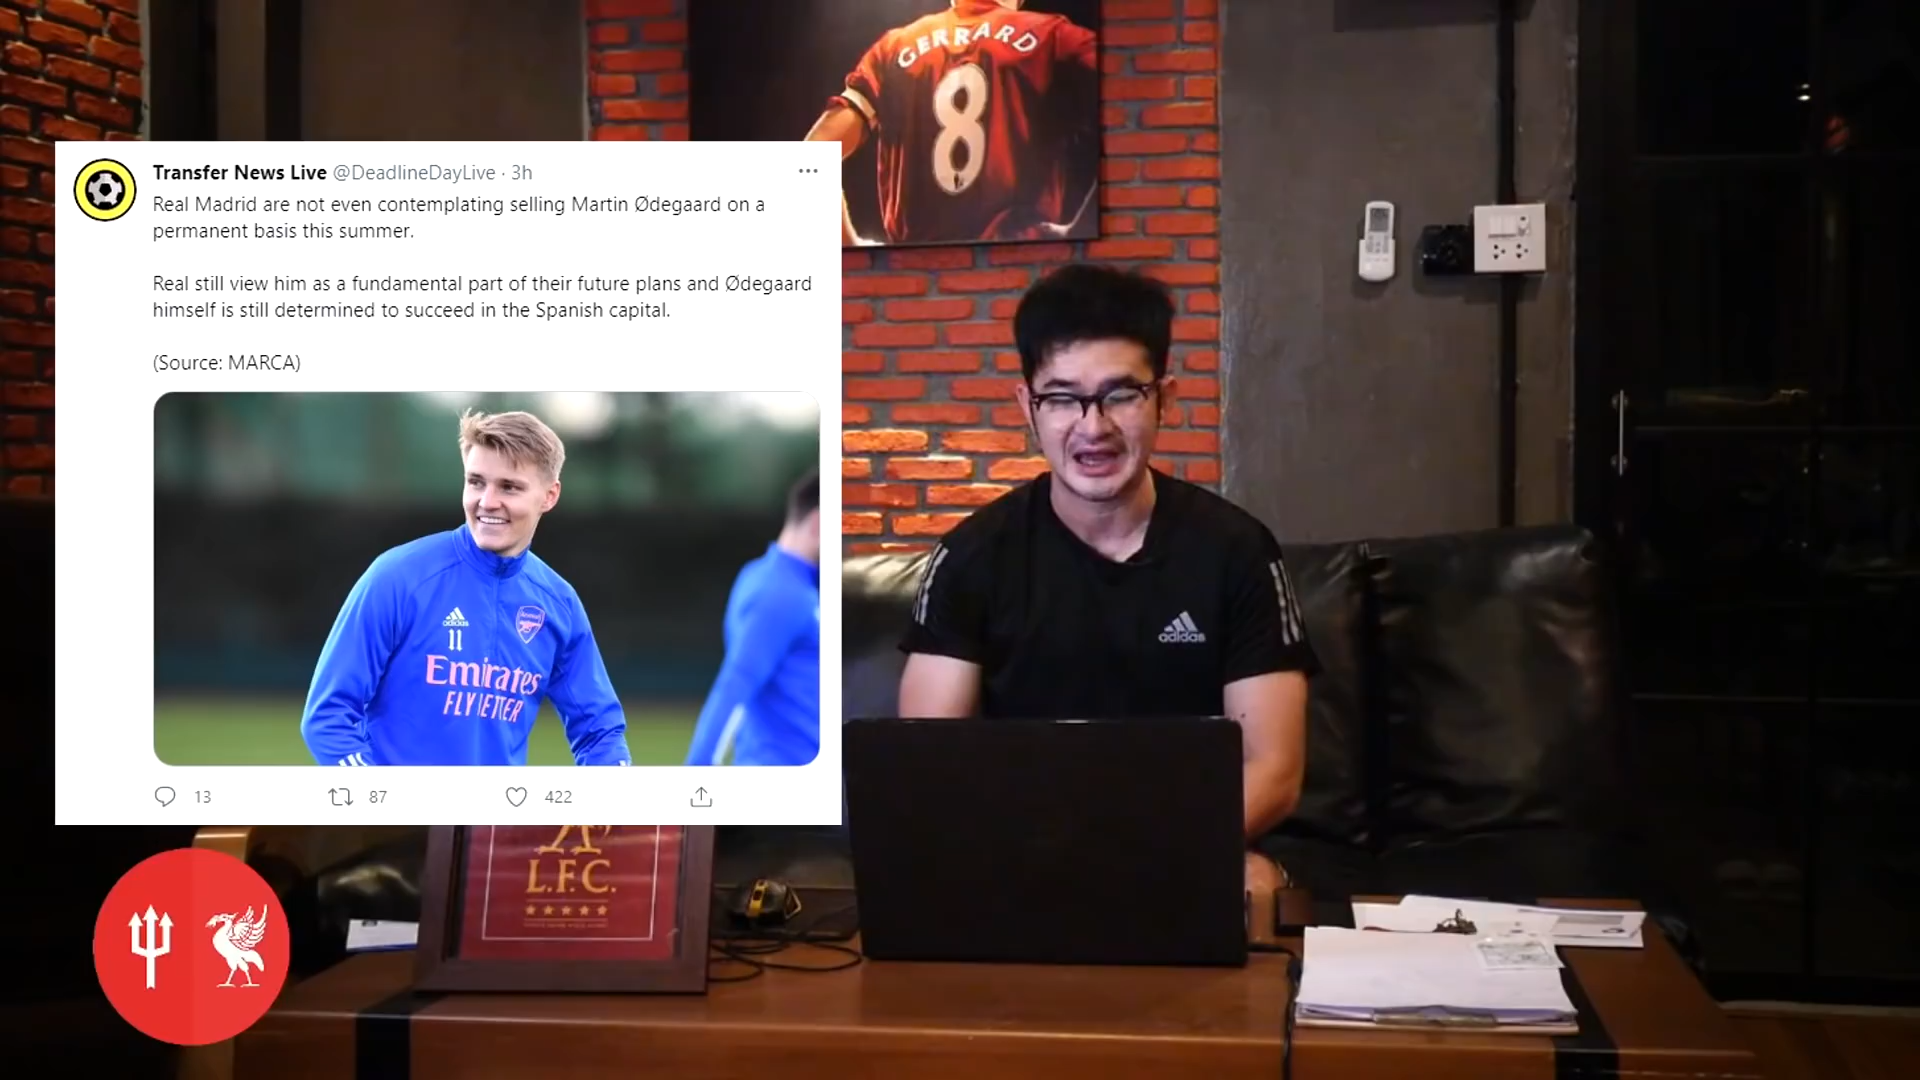 GERRARD
8
Transfer News Live @DeadlineDayLive · 3h
Real Madrid are not even contemplating selling Martin Ødegaard on a
permanent basis this summer.
Real still view him as a fundamental part of their future plans and Ødegaard
himself is still determined to succeed in the Spanish capital.
(Source: MARCA)
adidas
11
Arsenal
Emirates
FLY BETTER
13
87
422
adidas
L.F.C.